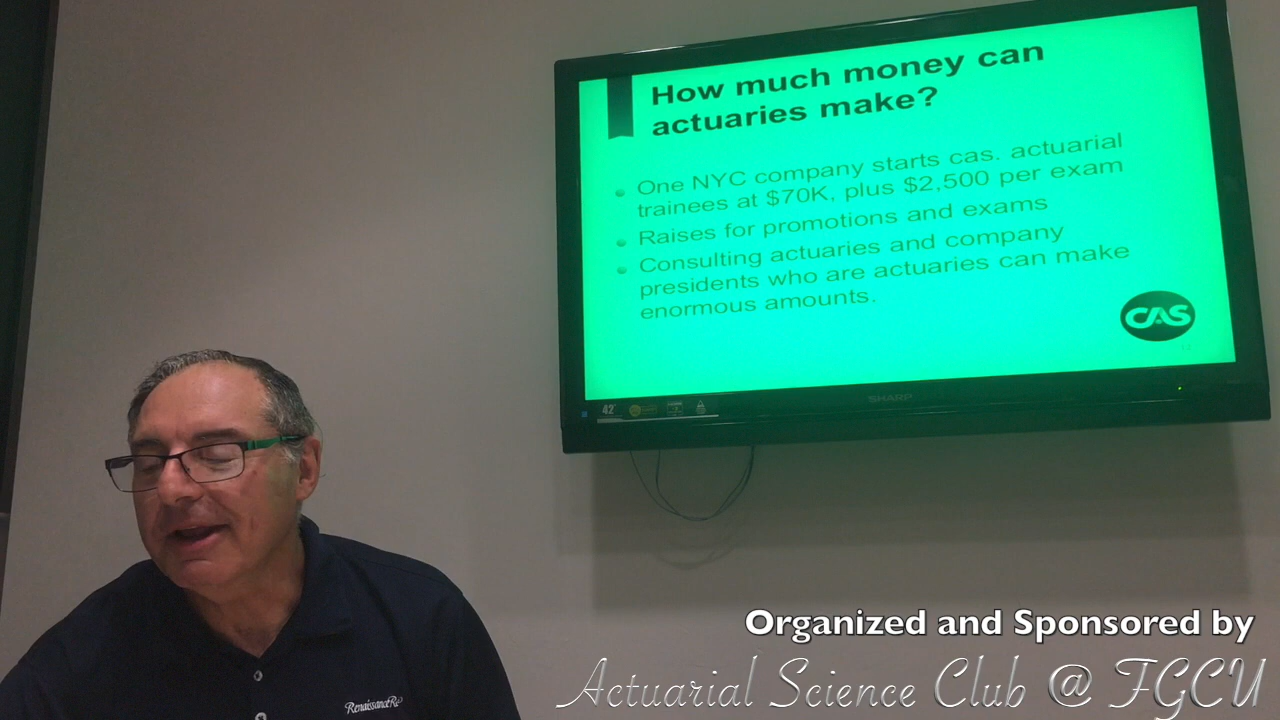 How much money can
actuaries make?
One NYC company starts cas. actuarial
trainees at $70K, plus $2,500 per exam
Raises for promotions and exams
Consulting actuaries and company
presidents who are actuaries can make
enormous amounts.
CAS
12
42°
SHARP
RenaissanceRe
Organized and Sponsored by
Actuarial Science Club @ FGCU